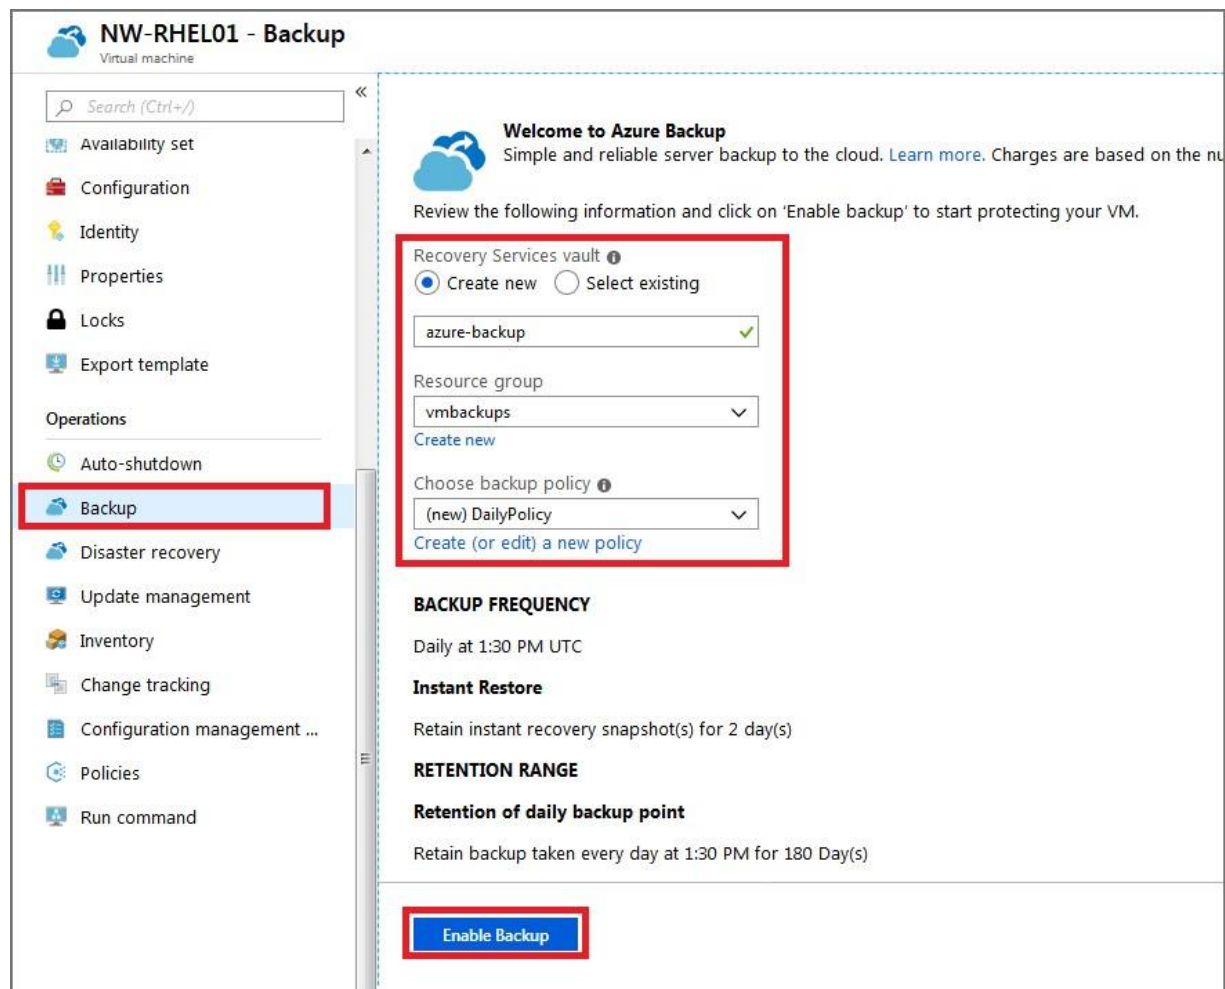 NW-RHEL01 - Backup
Virtual machine
Search (Ctrl+/)
Availability set
Configuration
Identity
Properties
Locks
Export template
Operations
Auto-shutdown
Backup
Disaster recovery
Update management
Inventory
Change tracking
Configuration management ...
Policies
Run command
Welcome to Azure Backup
Simple and reliable server backup to the cloud. Learn more. Charges are based on the nu
Review the following information and click on 'Enable backup' to start protecting your VM.
Recovery Services vault
Create new Select existing
azure-backup
Resource group
vmbackups
Create new
Choose backup policy
(new) DailyPolicy
Create (or edit) a new policy
BACKUP FREQUENCY
Daily at 1:30 PM UTC
Instant Restore
Retain instant recovery snapshot(s) for 2 day(s)
RETENTION RANGE
Retention of daily backup point
Retain backup taken every day at 1:30 PM for 180 Day(s)
Enable Backup